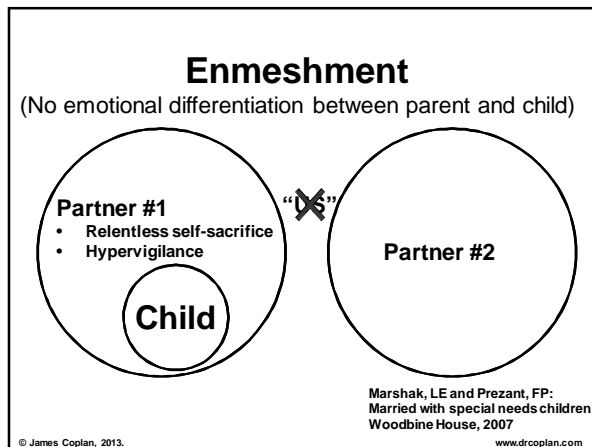 Enmeshment
(No emotional differentiation between parent and child)
"US"
Partner #1
• Relentless self-sacrifice
• Hypervigilance
Partner #2
Child
Marshak, LE and Prezant, FP:
Married with special needs children
Woodbine House, 2007
© James Coplan, 2013.
www.drcoplan.com